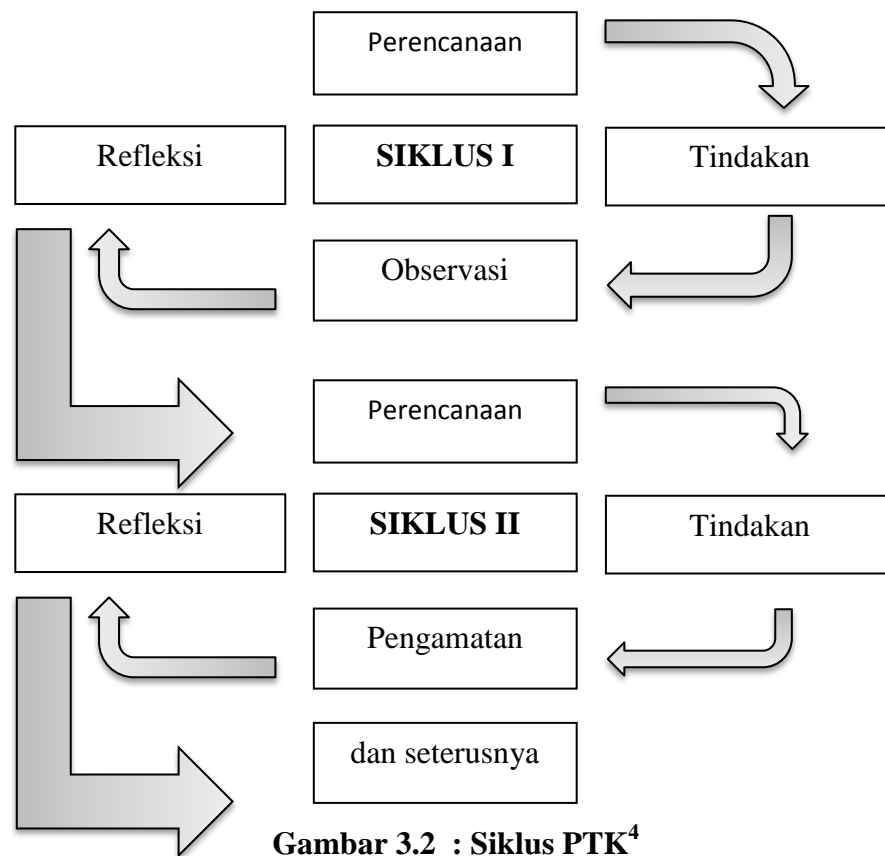 Perencanaan
Refleksi
SIKLUS I
Tindakan
Observasi
Perencanaan
Refleksi
SIKLUS II
Tindakan
Pengamatan
dan seterusnya
Gambar 3.2 : Siklus PTK⁴